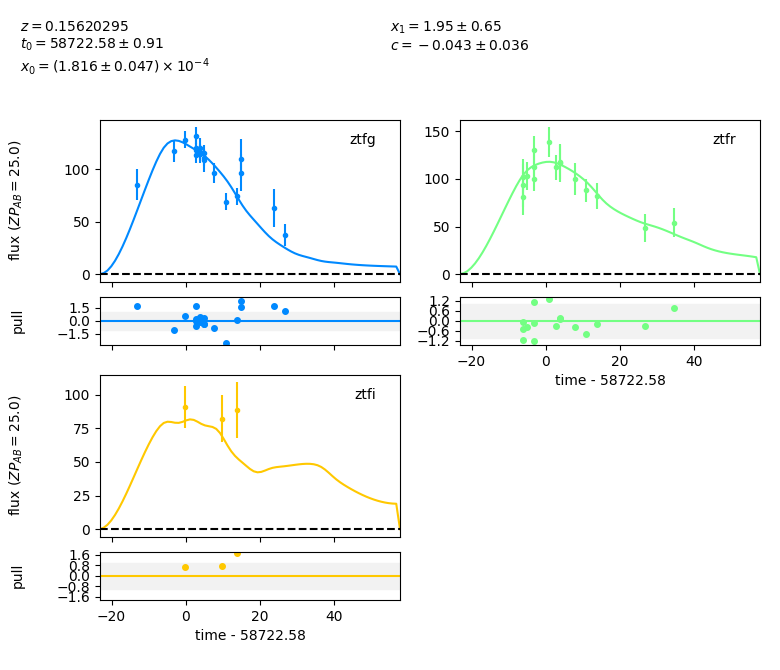 z = 0.15620295
t₀ = 58722.58 ± 0.91
x₀ = (1.816 ± 0.047) × 10⁻⁴
x₁ = 1.95 ± 0.65
c = −0.043 ± 0.036
ztfg
flux (ZP_AB = 25.0)
100
50
0
pull
1.5
0.0
−1.5
ztfr
150
100
50
0
1.2
0.6
0.0
−0.6
−1.2
−20 0 20 40
time - 58722.58
ztfi
flux (ZP_AB = 25.0)
100
75
50
25
0
pull
1.6
0.8
0.0
−0.8
−1.6
−20 0 20 40
time - 58722.58